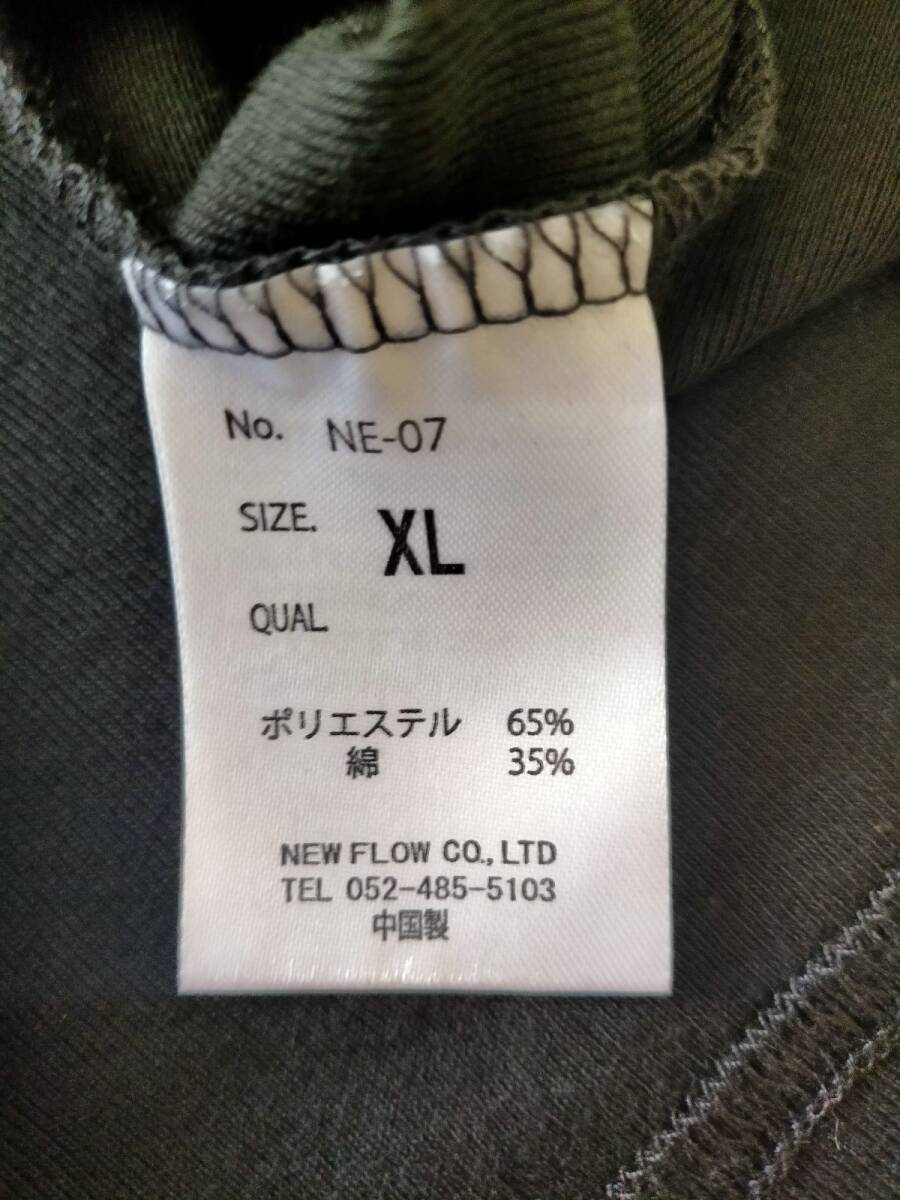 No. NE-07
SIZE. XL
QUAL.
ポリエステル 65%
綿 35%
NEW FLOW CO., LTD
TEL 052-485-5103
中国製